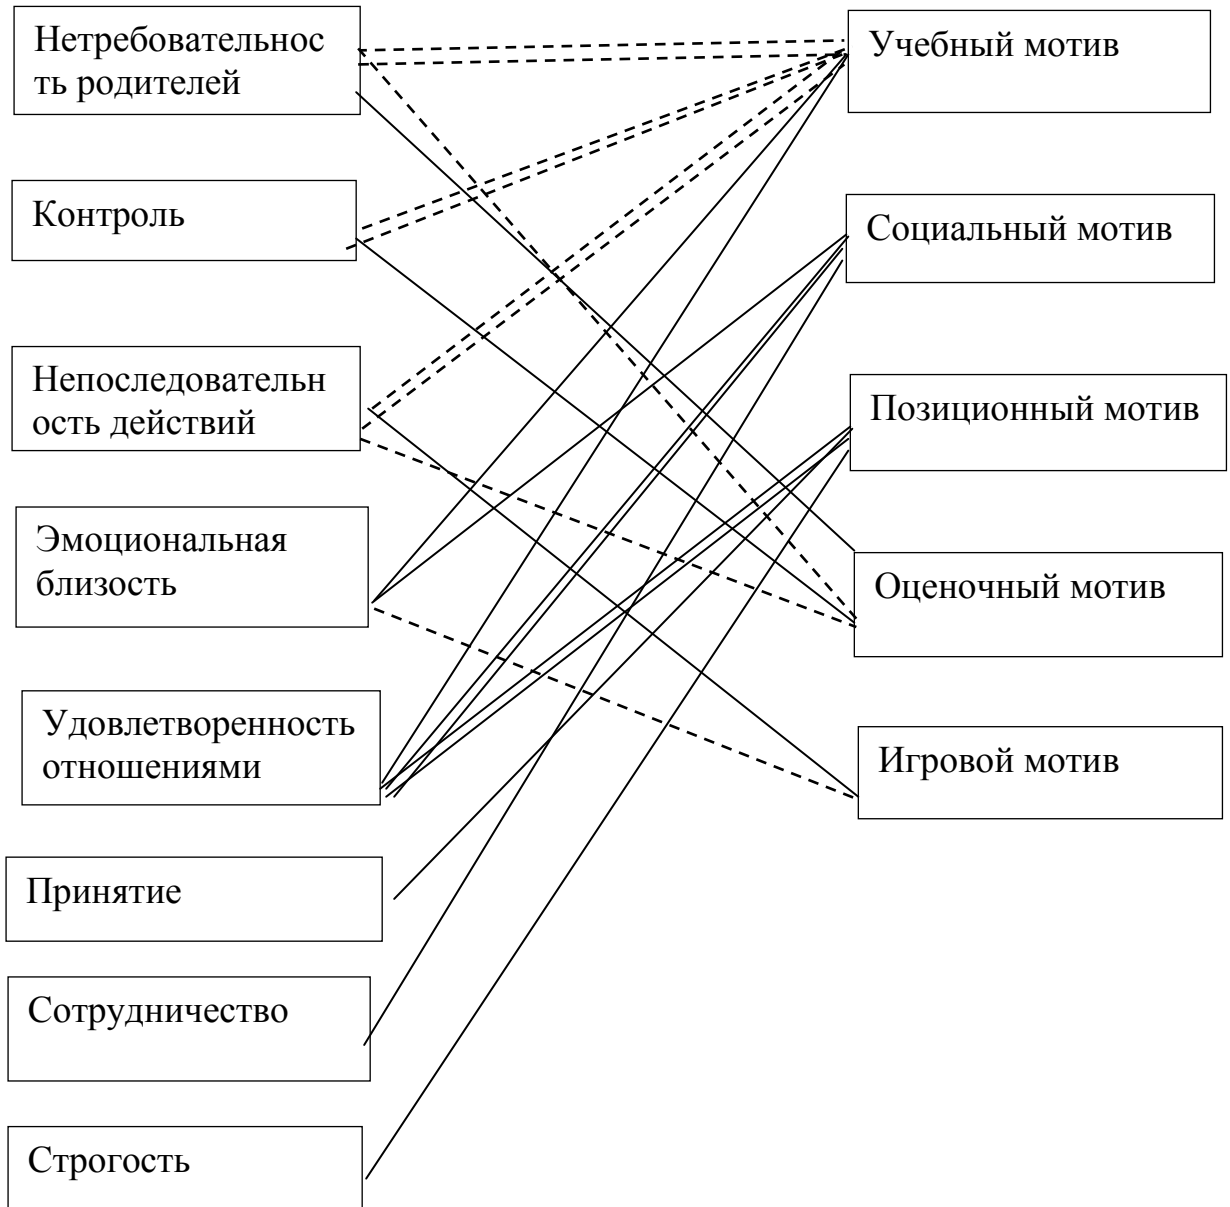 Нетребовательнос
ть родителей
Учебный мотив
Контроль
Социальный мотив
Непоследовательн
ость действий
Позиционный мотив
Эмоциональная
близость
Оценочный мотив
Удовлетворенность
отношениями
Игровой мотив
Принятие
Сотрудничество
Строгость